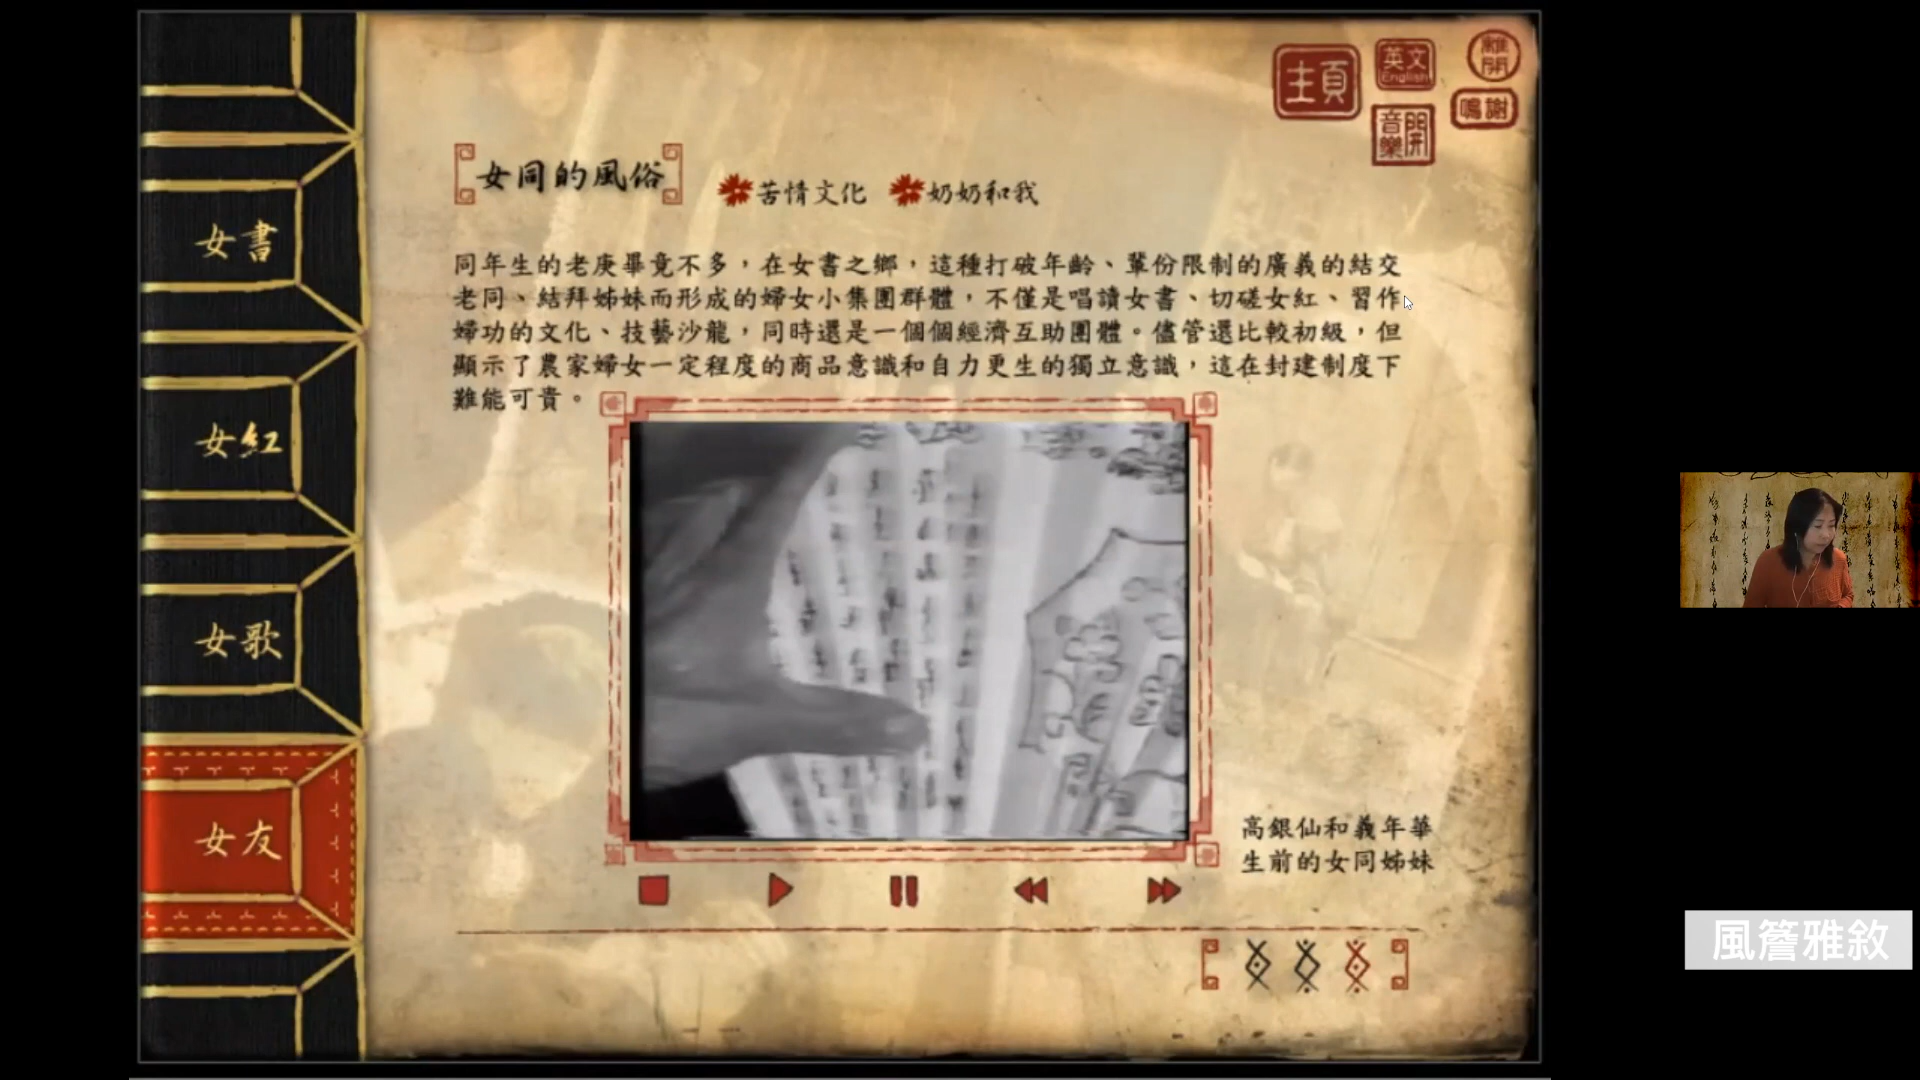 主頁
英文
English
離開
鳴謝
音樂
開
女同的風俗
苦情文化
奶奶和我
同年生的老庚畢竟不多，在女書之鄉，這種打破年齡、輩份限制的廣義的結交
老同、結拜姊妹而形成的婦女小集團群體，不僅是唱讀女書、切磋女紅、習作
婦功的文化、技藝沙龍，同時還是一個個經濟互助團體。儘管還比較初級，但
顯示了農家婦女一定程度的商品意識和自力更生的獨立意識，這在封建制度下
難能可貴。
女書
女紅
女歌
女友
高銀仙和義年華
生前的女同姊妹
風簷雅敘